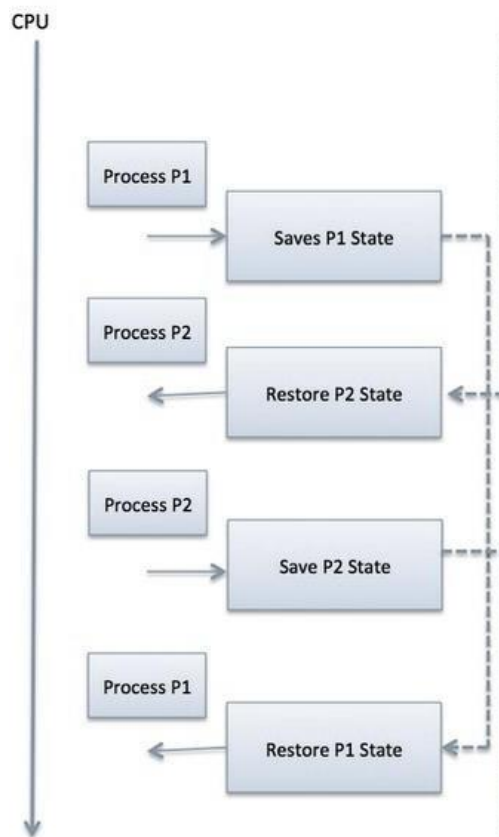 CPU
Process P1
Saves P1 State
Process P2
Restore P2 State
Process P2
Save P2 State
Process P1
Restore P1 State